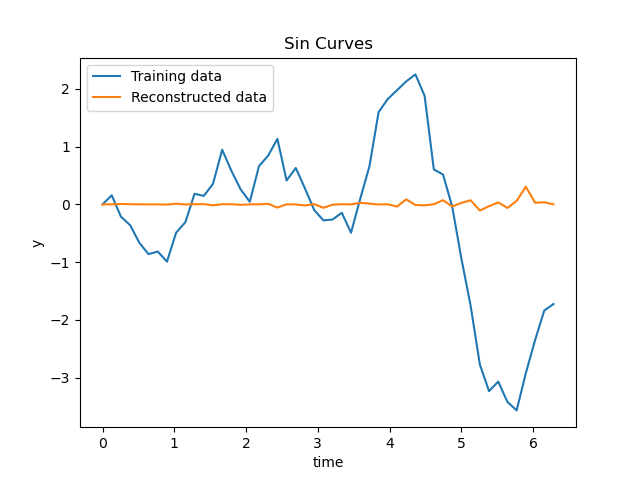 Sin Curves
Training data
Reconstructed data
2
1
0
−1
−2
−3
y
0 1 2 3 4 5 6
time